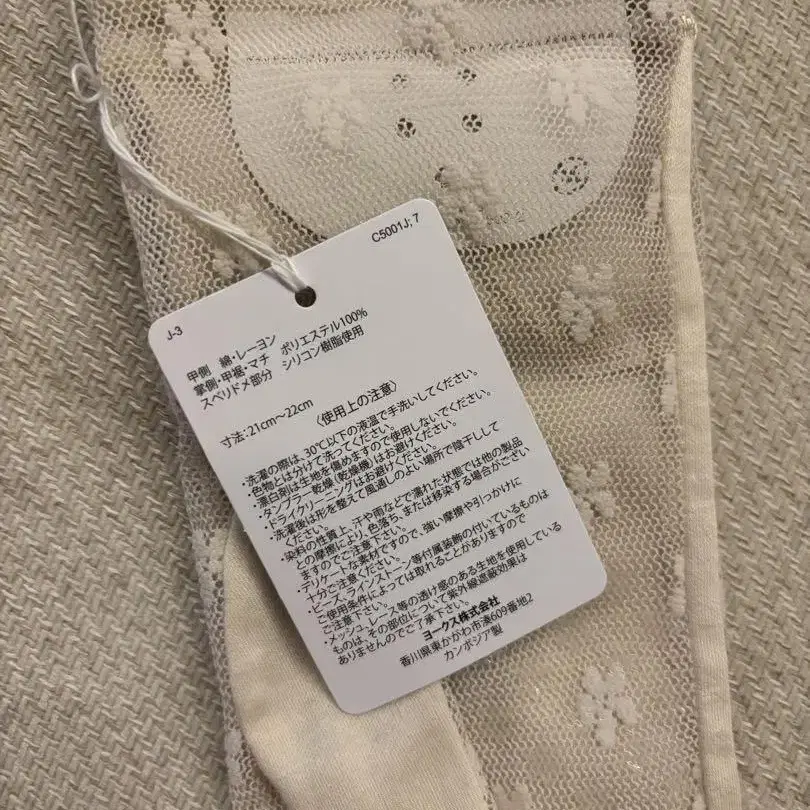 C5001J; 7
J-3
甲側 綿・レーヨン
掌側・甲裾・マチ ポリエステル100%
スベリドメ部分 シリコン樹脂使用
寸法:21cm〜22cm
〈使用上の注意〉
・洗濯の際は、30℃以下の液温で手洗いしてください。
・色物とは分けて洗ってください。
・漂白剤は生地を傷めますので使用しないでください。
・タンブラー乾燥(乾燥機)はお避けください。
・ドライクリーニングはお避けください。
・洗濯後は形を整えて風通しのよい場所で陰干しして
ください。
・染料の性質上、汗や雨などで濡れた状態では他の製品
との摩擦により、色落ち、または移染する場合がござい
ますのでご注意下さい。
・デリケートな素材ですので、強い摩擦や引っかけに
十分ご注意ください。
・ビーズ、ラインストーン等付属装飾の付いているものは
ご使用条件によっては取れることがありますので
ご注意下さい。
・メッシュ、レース等の透け感のある生地を使用している
ものは、その部位について紫外線遮蔽効果は
ありませんのでご了承下さい。
ヨークス株式会社
香川県東かがわ市湊609番地2
カンボジア製